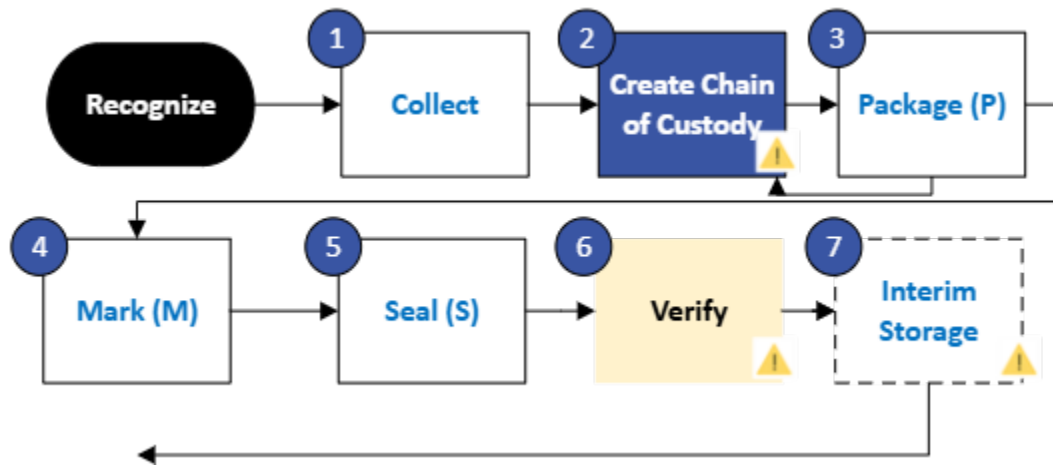 1
2
3
Recognize
Collect
Create Chain
of Custody
Package (P)
4
5
6
7
Mark (M)
Seal (S)
Verify
Interim
Storage